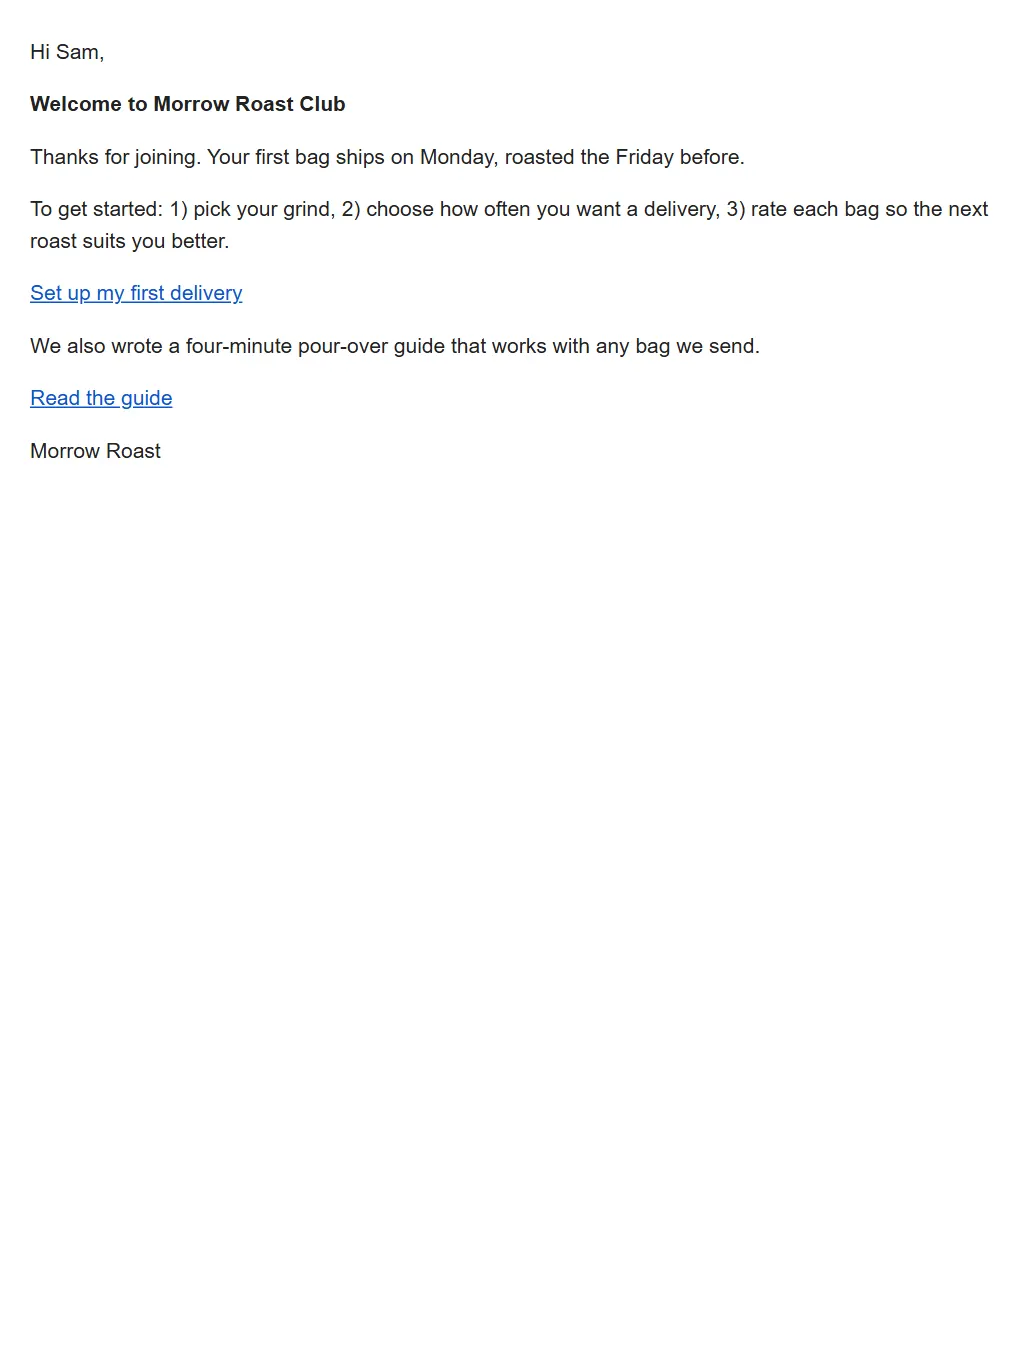 Hi Sam,
Welcome to Morrow Roast Club
Thanks for joining. Your first bag ships on Monday, roasted the Friday before.
To get started: 1) pick your grind, 2) choose how often you want a delivery, 3) rate each bag so the next
roast suits you better.
Set up my first delivery
We also wrote a four-minute pour-over guide that works with any bag we send.
Read the guide
Morrow Roast